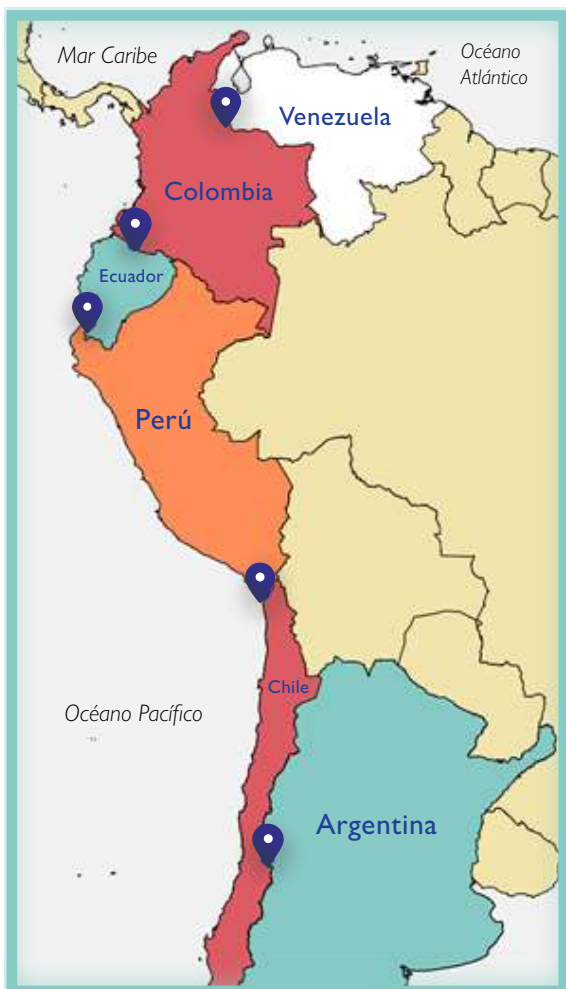 Mar Caribe
Océano
Atlántico
Venezuela
Colombia
Ecuador
Perú
Chile
Océano Pacífico
Argentina